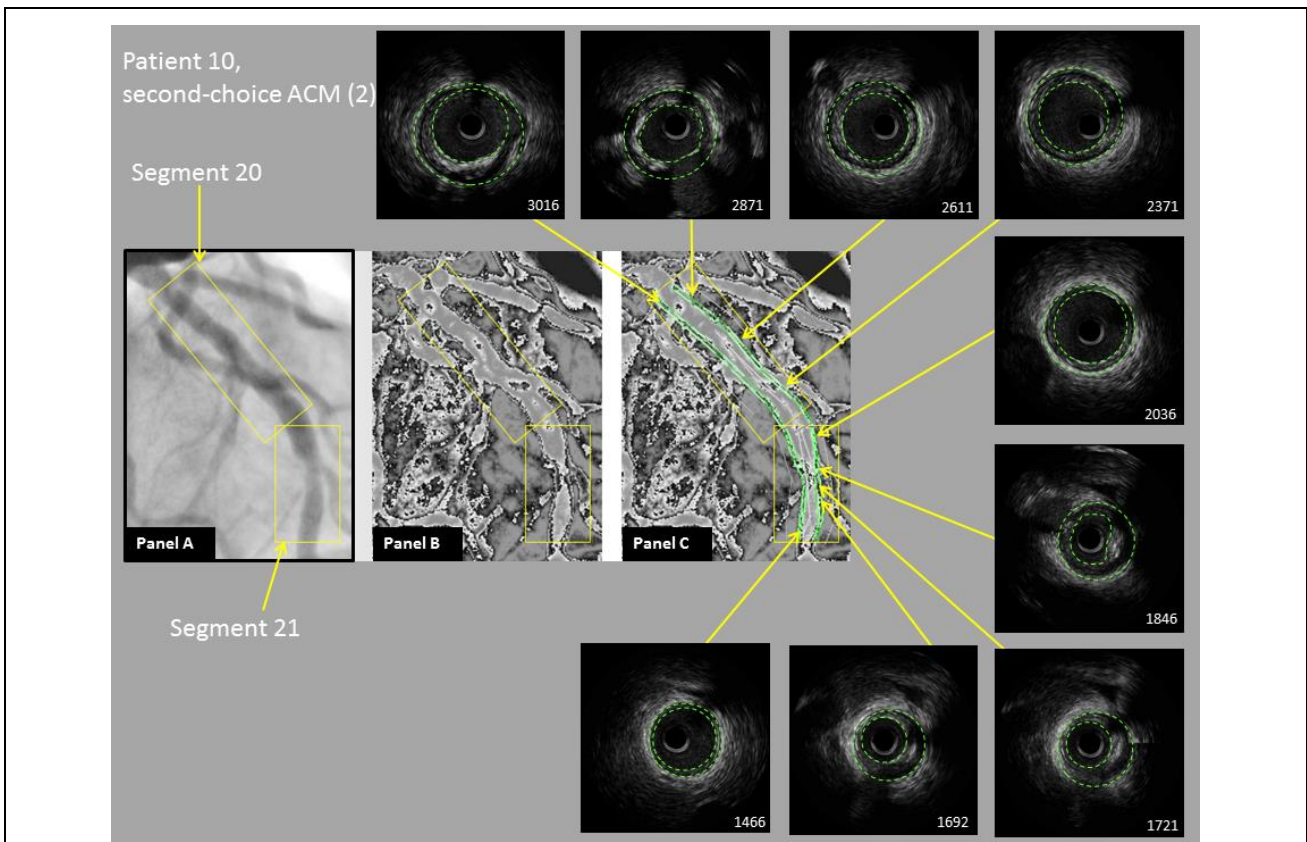 Patient 10,
second-choice ACM (2)
3016
2871
2611
2371
Segment 20
2036
Panel A
Panel B
Panel C
1846
Segment 21
1466
1692
1721